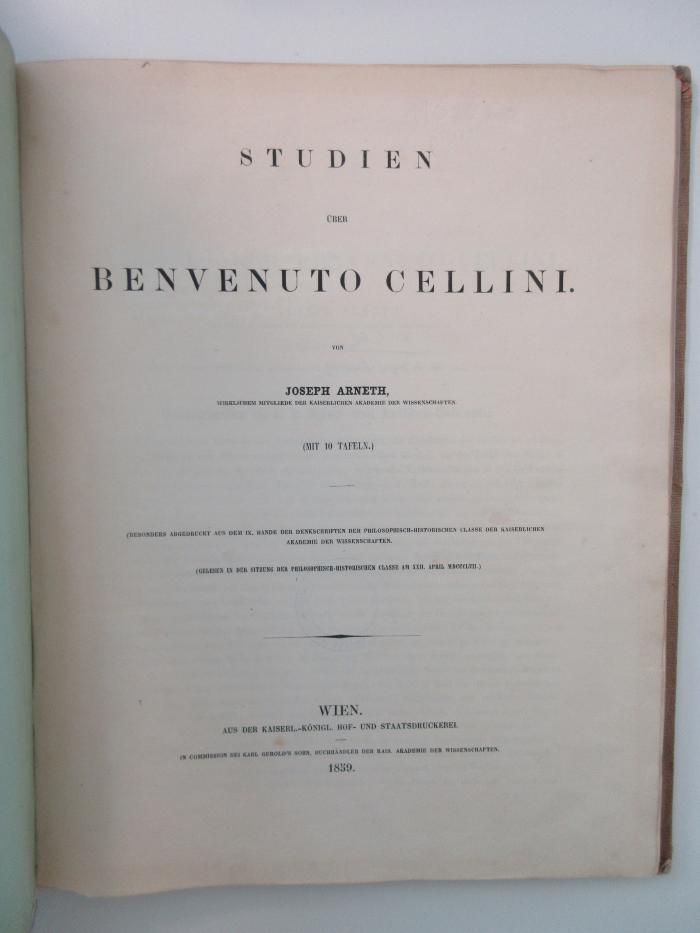 STUDIEN
ÜBER
BENVENUTO CELLINI.
VON
JOSEPH ARNETH,
WIRKLICHEM MITGLIEDE DER KAISERLICHEN AKADEMIE DER WISSENSCHAFTEN.
(MIT 10 TAFELN.)
(BESONDERS ABGEDRUCKT AUS DEM IX. BANDE DER DENKSCHRIFTEN DER PHILOSOPHISCH-HISTORISCHEN CLASSE DER KAISERLICHEN
AKADEMIE DER WISSENSCHAFTEN.
(GELESEN IN DER SITZUNG DER PHILOSOPHISCH-HISTORISCHEN CLASSE AM XXII. APRIL MDCCCLVII.)
WIEN.
AUS DER KAISERL.-KÖNIGL. HOF- UND STAATSDRUCKEREI.
IN COMMISSION BEI KARL GEROLD'S SOHN, BUCHHÄNDLER DER KAIS. AKADEMIE DER WISSENSCHAFTEN.
1859.